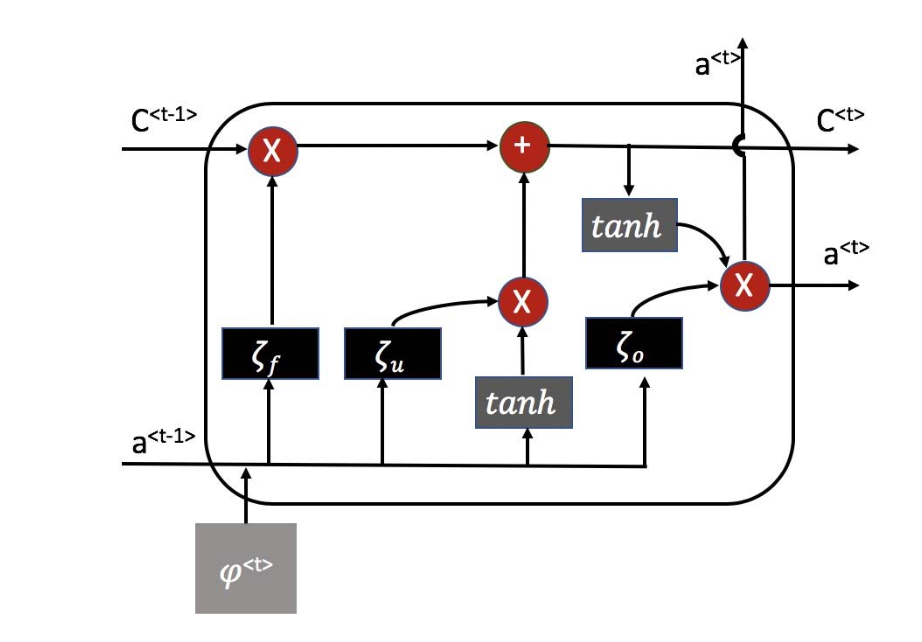 a<t>
C<t-1>
C<t>
X
+
tanh
a<t>
X
X
ζf
ζu
ζo
tanh
a<t-1>
φ<t>